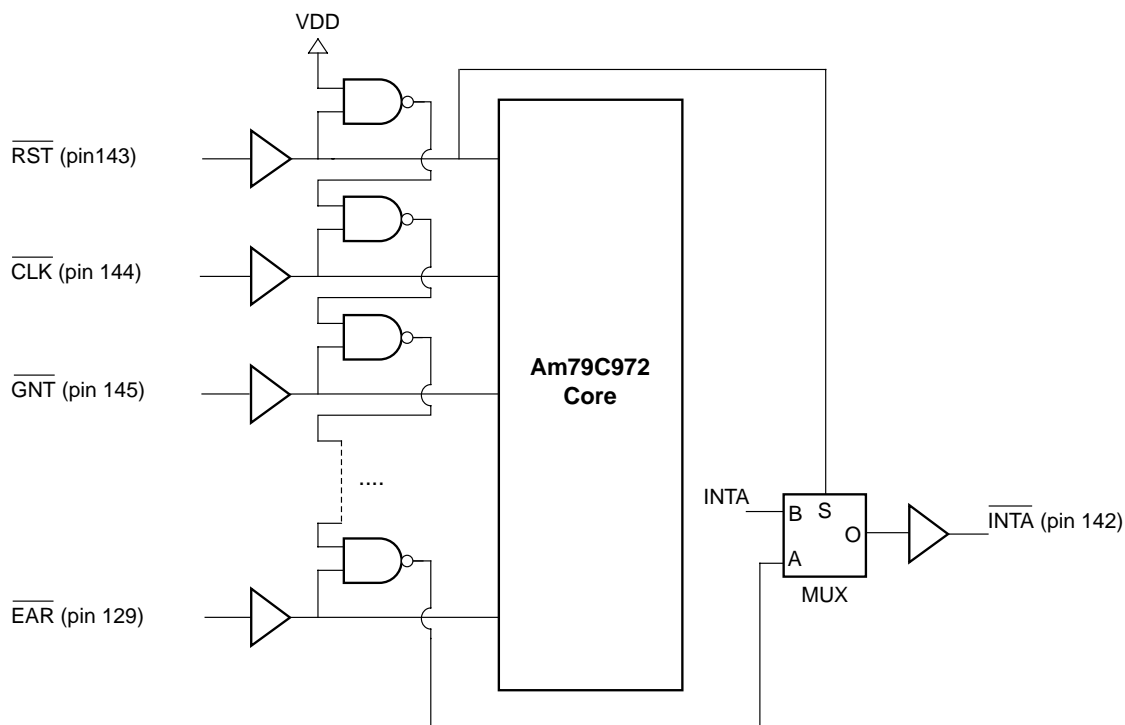 VDD
RST (pin143)
CLK (pin 144)
GNT (pin 145)
....
EAR (pin 129)
Am79C972
Core
INTA
B
S
O
A
MUX
INTA (pin 142)